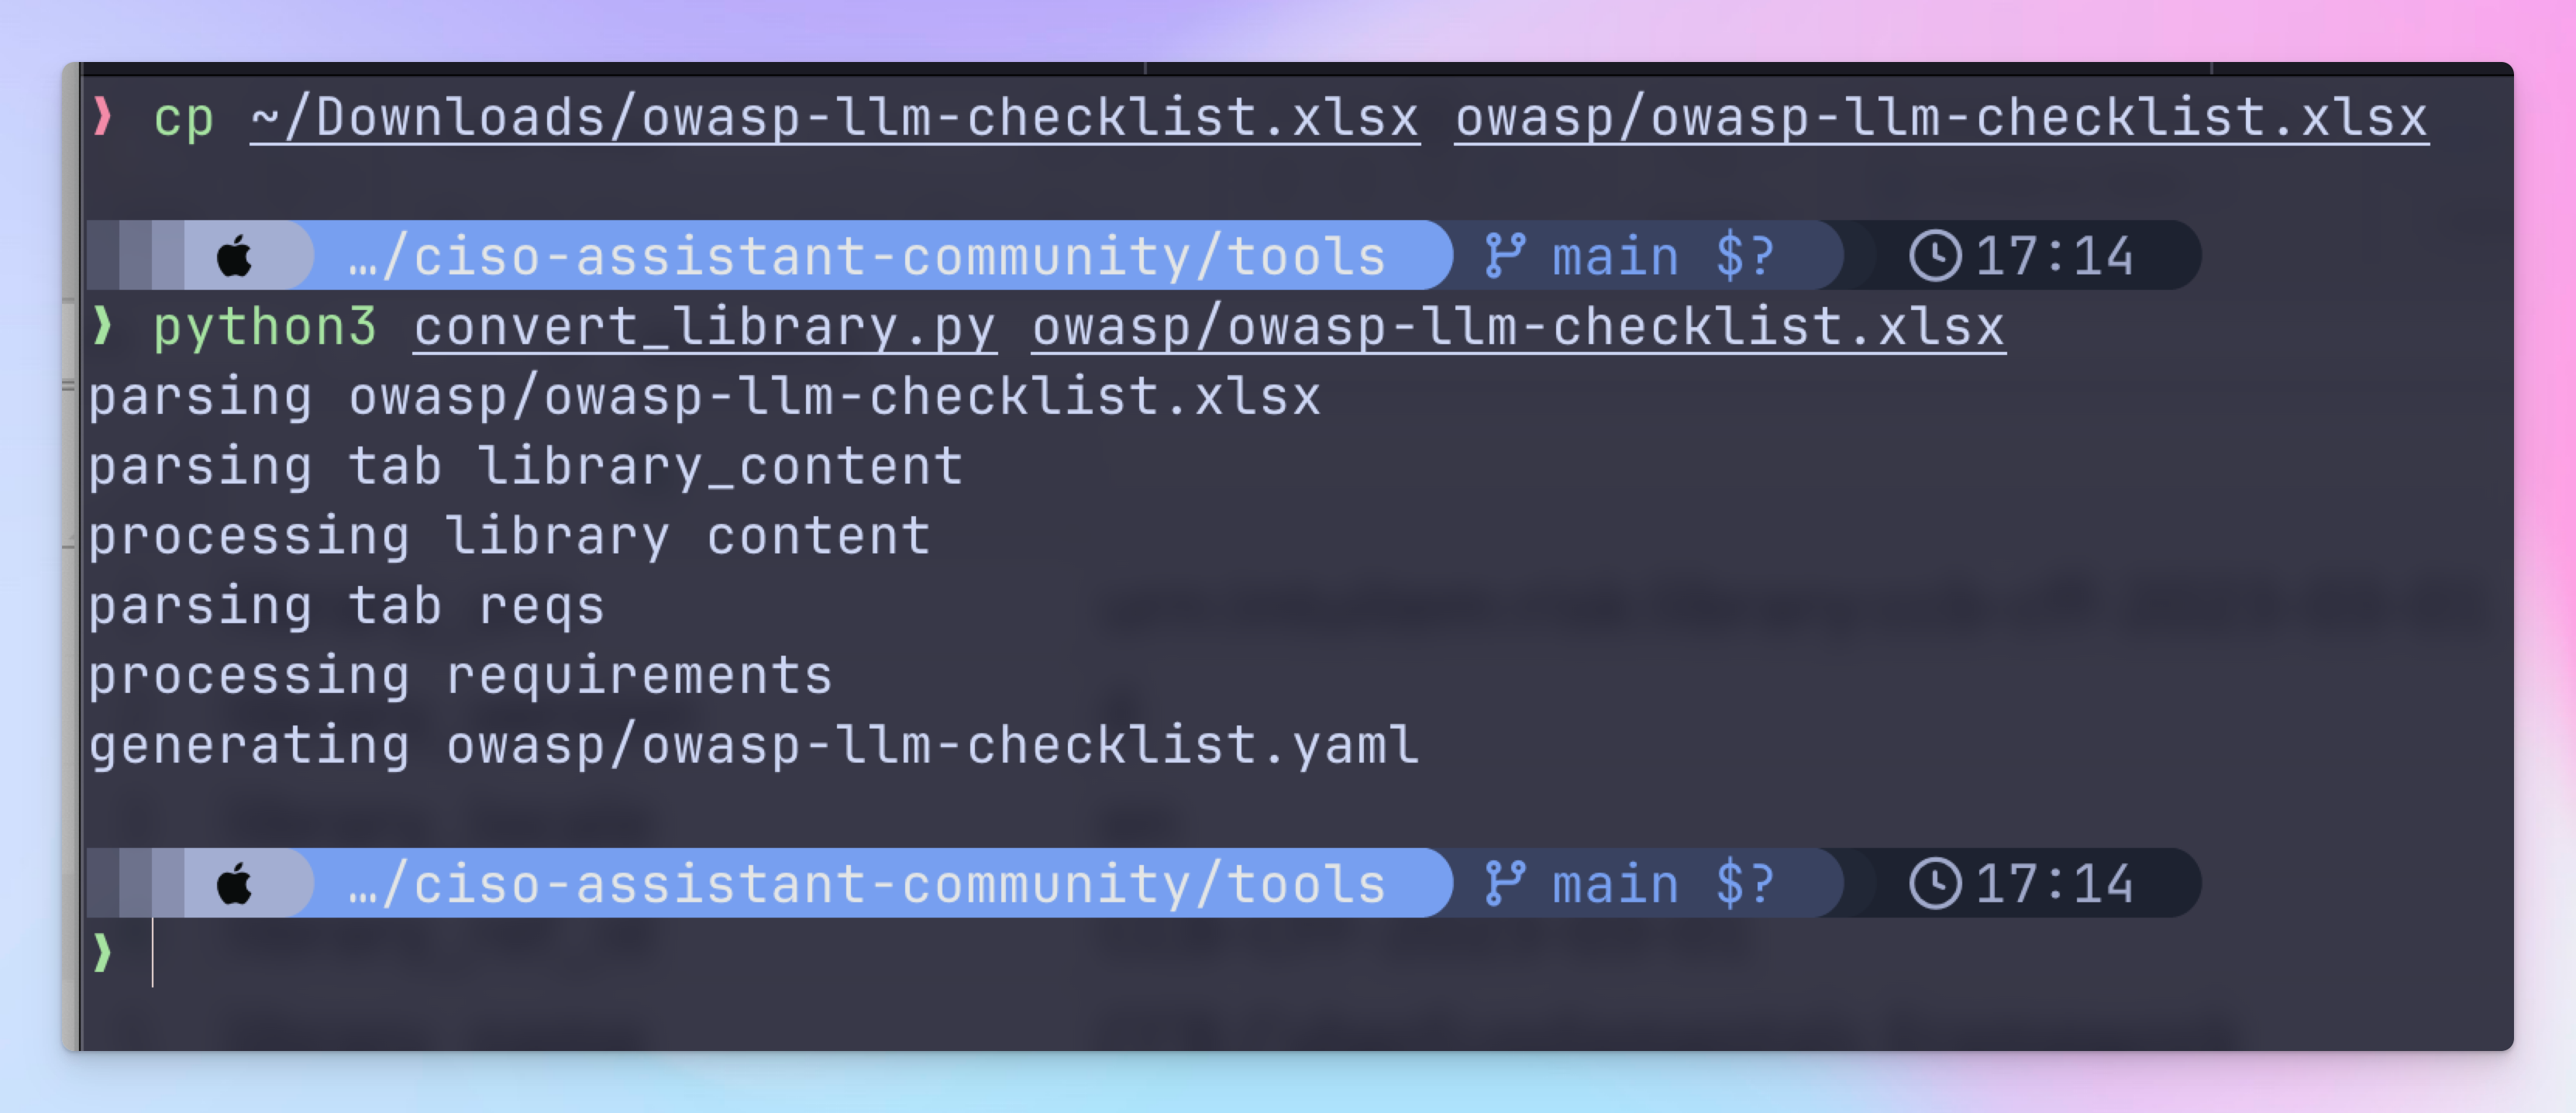 ❯ cp ~/Downloads/owasp-llm-checklist.xlsx owasp/owasp-llm-checklist.xlsx
…/ciso-assistant-community/tools main $? 17:14
❯ python3 convert_library.py owasp/owasp-llm-checklist.xlsx
parsing owasp/owasp-llm-checklist.xlsx
parsing tab library_content
processing library content
parsing tab reqs
processing requirements
generating owasp/owasp-llm-checklist.yaml
…/ciso-assistant-community/tools main $? 17:14
❯